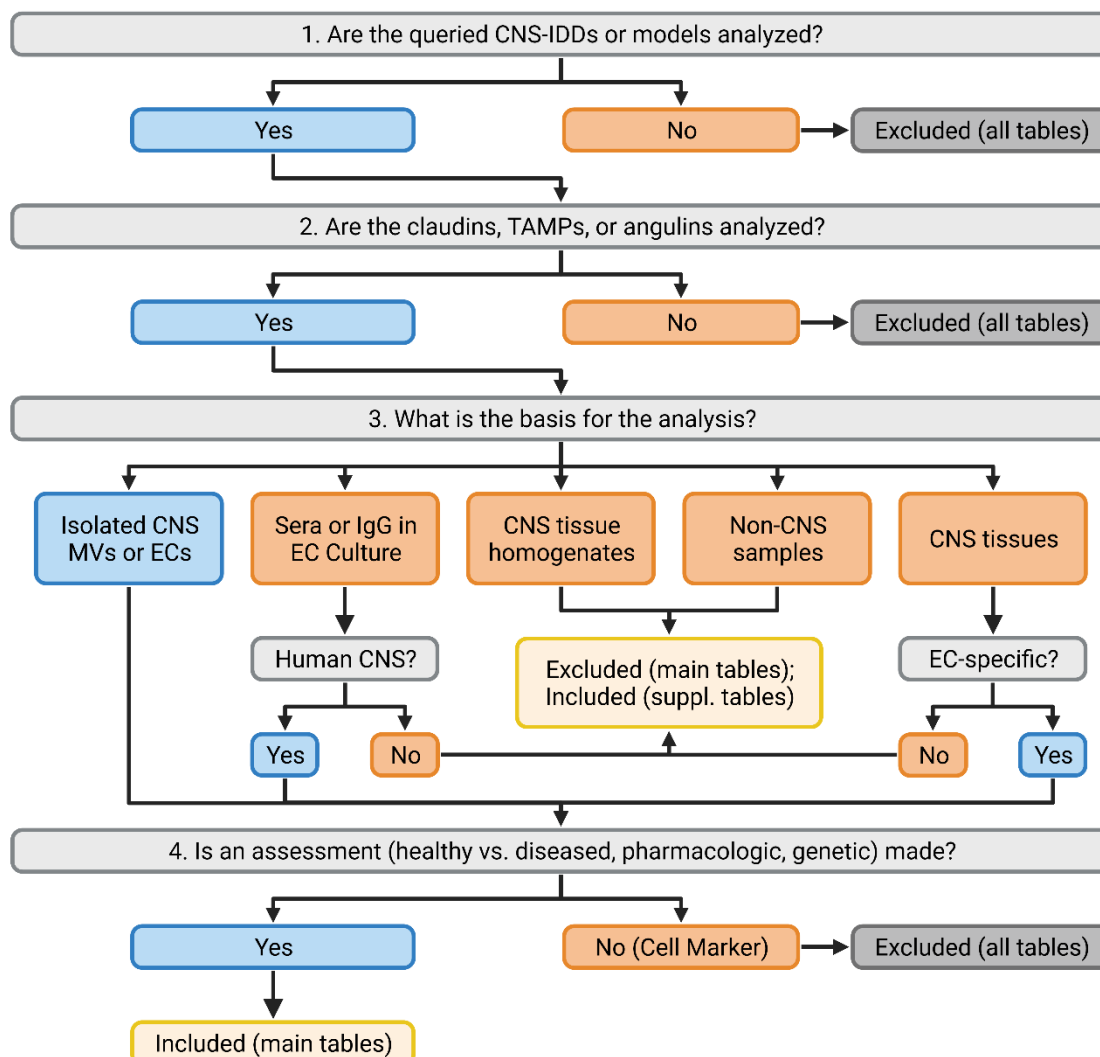 1. Are the queried CNS-IDDs or models analyzed?
Yes
No
Excluded (all tables)
2. Are the claudins, TAMPs, or angulins analyzed?
Yes
No
Excluded (all tables)
3. What is the basis for the analysis?
Isolated CNS
MVs or ECs
Sera or IgG in
EC Culture
CNS tissue
homogenates
Non-CNS
samples
CNS tissues
Human CNS?
Excluded (main tables);
Included (suppl. tables)
EC-specific?
Yes
No
No
Yes
4. Is an assessment (healthy vs. diseased, pharmacologic, genetic) made?
Yes
No (Cell Marker)
Excluded (all tables)
Included (main tables)